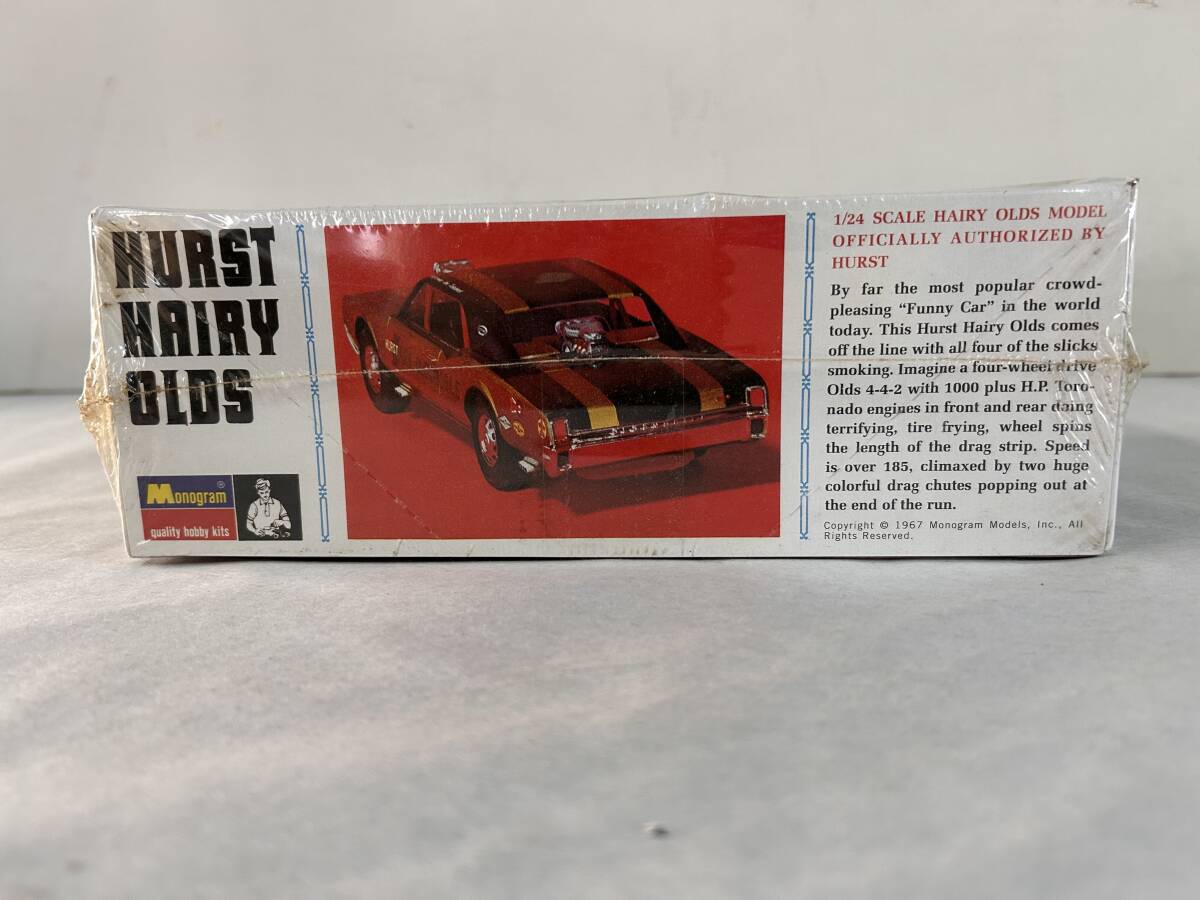 HURST
HAIRY
OLDS
Monogram®
quality hobby kits
HURST
1/24 SCALE HAIRY OLDS MODEL
OFFICIALLY AUTHORIZED BY
HURST
By far the most popular crowd-
pleasing “Funny Car” in the world
today. This Hurst Hairy Olds comes
off the line with all four of the slicks
smoking. Imagine a four-wheel drive
Olds 4-4-2 with 1000 plus H.P. Toro-
nado engines in front and rear doing
terrifying, tire frying, wheel spins
the length of the drag strip. Speed
is over 185, climaxed by two huge
colorful drag chutes popping out at
the end of the run.
Copyright © 1967 Monogram Models, Inc., All
Rights Reserved.